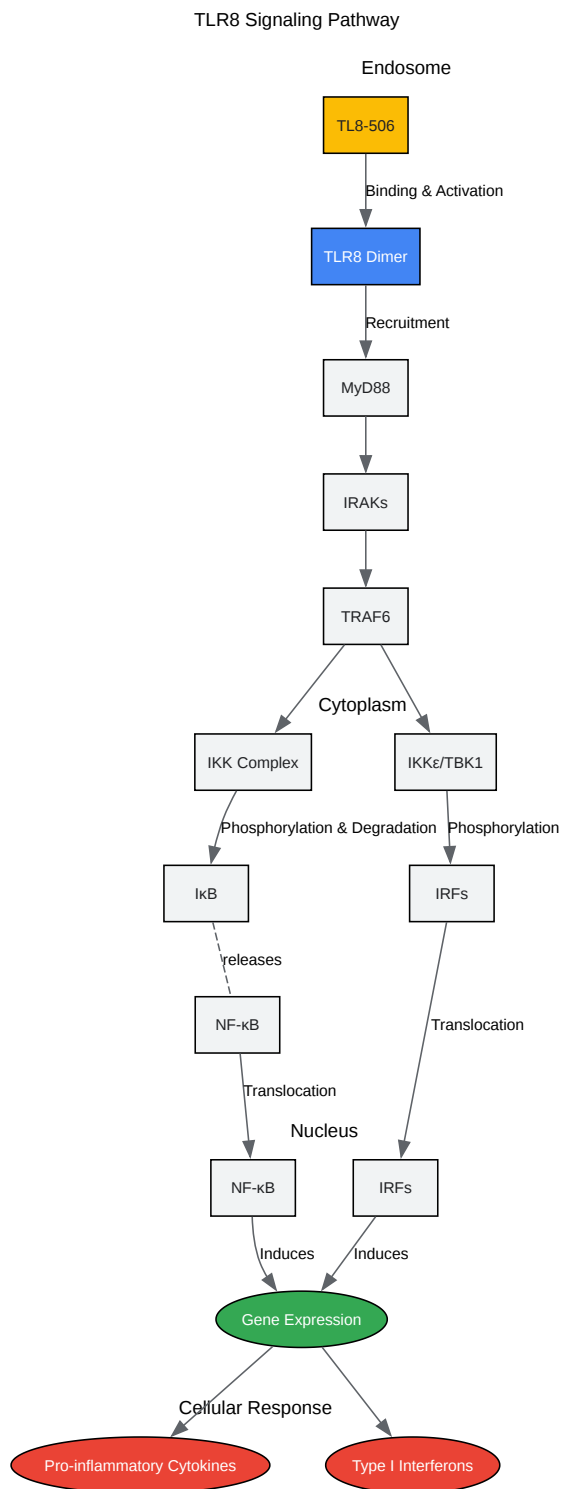 TLR8 Signaling Pathway
Endosome
TL8-506
Binding & Activation
TLR8 Dimer
Recruitment
MyD88
IRAKs
TRAF6
Cytoplasm
IKK Complex
IKKε/TBK1
Phosphorylation & Degradation
Phosphorylation
IκB
IRFs
releases
NF-κB
Translocation
Translocation
Nucleus
NF-κB
IRFs
Induces
Induces
Gene Expression
Cellular Response
Pro-inflammatory Cytokines
Type I Interferons